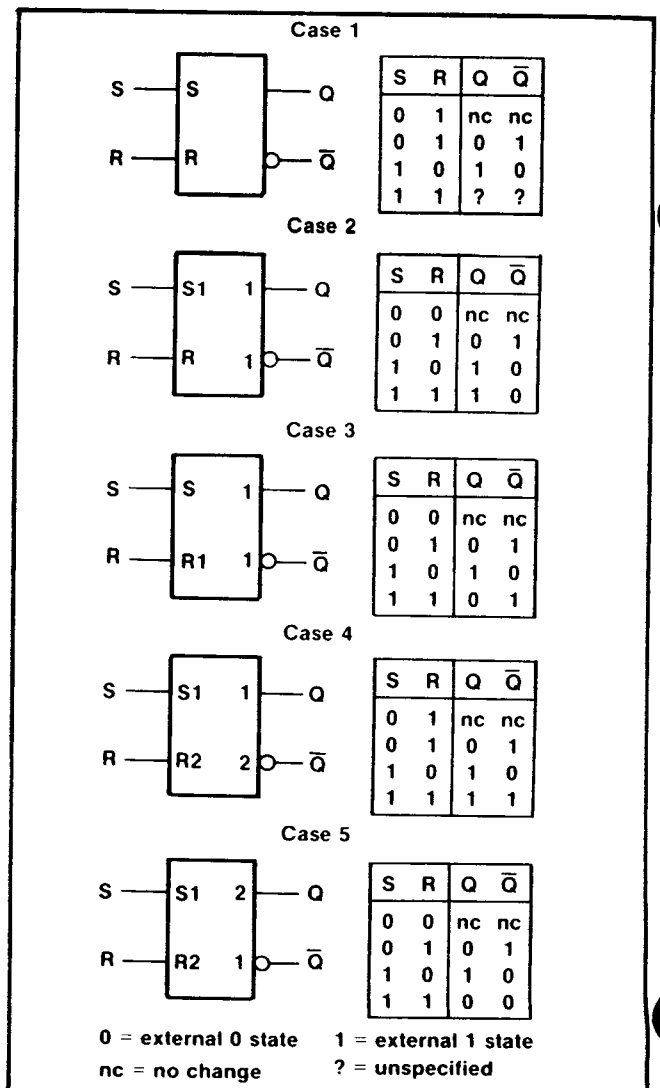 Case 1
S S Q
R R Q̅
S R Q Q̅
0 1 nc nc
0 1 0 1
1 0 1 0
1 1 ? ?
Case 2
S S1 1 Q
R R 1 Q̅
S R Q Q̅
0 0 nc nc
0 1 0 1
1 0 1 0
1 1 1 0
Case 3
S S 1 Q
R R1 1 Q̅
S R Q Q̅
0 0 nc nc
0 1 0 1
1 0 1 0
1 1 0 1
Case 4
S S1 1 Q
R R2 2 Q̅
S R Q Q̅
0 1 nc nc
0 1 0 1
1 0 1 0
1 1 1 1
Case 5
S S1 2 Q
R R2 1 Q̅
S R Q Q̅
0 0 nc nc
0 1 0 1
1 0 1 0
1 1 0 0
0 = external 0 state 1 = external 1 state
nc = no change ? = unspecified